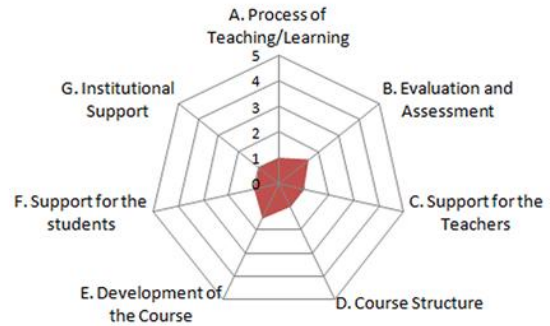 A. Process of
Teaching/Learning
5
4
3
2
1
0
B. Evaluation and
Assessment
C. Support for the
Teachers
D. Course Structure
E. Development of
the Course
F. Support for the
students
G. Institutional
Support